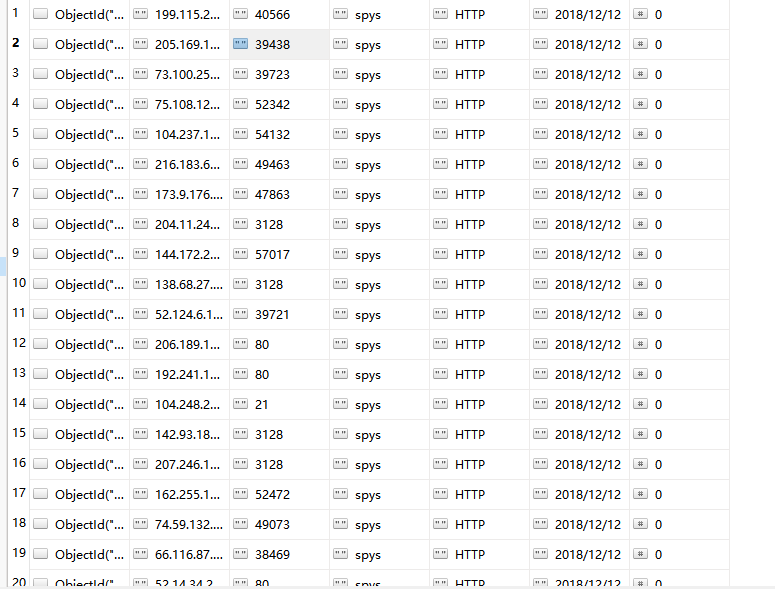 1 ObjectId("... "" 199.115.2... "" 40566 "" spys "" HTTP "" 2018/12/12 # 0
2 ObjectId("... "" 205.169.1... "" 39438 "" spys "" HTTP "" 2018/12/12 # 0
3 ObjectId("... "" 73.100.25... "" 39723 "" spys "" HTTP "" 2018/12/12 # 0
4 ObjectId("... "" 75.108.12... "" 52342 "" spys "" HTTP "" 2018/12/12 # 0
5 ObjectId("... "" 104.237.1... "" 54132 "" spys "" HTTP "" 2018/12/12 # 0
6 ObjectId("... "" 216.183.6... "" 49463 "" spys "" HTTP "" 2018/12/12 # 0
7 ObjectId("... "" 173.9.176.... "" 47863 "" spys "" HTTP "" 2018/12/12 # 0
8 ObjectId("... "" 204.11.24... "" 3128 "" spys "" HTTP "" 2018/12/12 # 0
9 ObjectId("... "" 144.172.2... "" 57017 "" spys "" HTTP "" 2018/12/12 # 0
10 ObjectId("... "" 138.68.27.... "" 3128 "" spys "" HTTP "" 2018/12/12 # 0
11 ObjectId("... "" 52.124.6.1... "" 39721 "" spys "" HTTP "" 2018/12/12 # 0
12 ObjectId("... "" 206.189.1... "" 80 "" spys "" HTTP "" 2018/12/12 # 0
13 ObjectId("... "" 192.241.1... "" 80 "" spys "" HTTP "" 2018/12/12 # 0
14 ObjectId("... "" 104.248.2... "" 21 "" spys "" HTTP "" 2018/12/12 # 0
15 ObjectId("... "" 142.93.18... "" 3128 "" spys "" HTTP "" 2018/12/12 # 0
16 ObjectId("... "" 207.246.1... "" 3128 "" spys "" HTTP "" 2018/12/12 # 0
17 ObjectId("... "" 162.255.1... "" 52472 "" spys "" HTTP "" 2018/12/12 # 0
18 ObjectId("... "" 74.59.132.... "" 49073 "" spys "" HTTP "" 2018/12/12 # 0
19 ObjectId("... "" 66.116.87.... "" 38469 "" spys "" HTTP "" 2018/12/12 # 0
20 ObjectId("... "" 52.14.34.2... "" 80 "" spys "" HTTP "" 2018/12/12 # 0